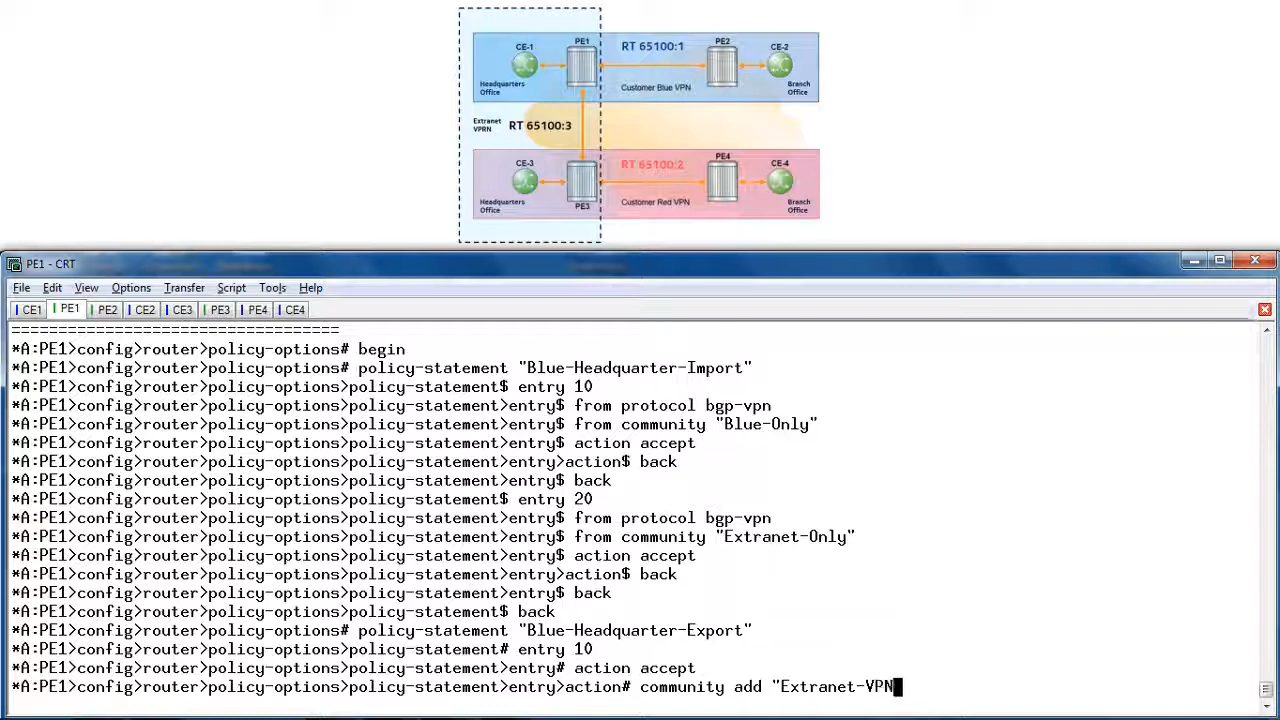 PE1
PE2
CE-1
RT 65100:1
CE-2
Headquarters
Office
Customer Blue VPN
Branch
Office
Extranet
VPRN
RT 65100:3
CE-3
RT 65100:2
PE4
CE-4
Headquarters
Office
PE3
Customer Red VPN
Branch
Office
PE1 - CRT
File Edit View Options Transfer Script Tools Help
CE1 PE1 PE2 CE2 CE3 PE3 PE4 CE4
===================================
*A:PE1>config>router>policy-options# begin
*A:PE1>config>router>policy-options# policy-statement "Blue-Headquarter-Import"
*A:PE1>config>router>policy-options>policy-statement$ entry 10
*A:PE1>config>router>policy-options>policy-statement>entry$ from protocol bgp-vpn
*A:PE1>config>router>policy-options>policy-statement>entry$ from community "Blue-Only"
*A:PE1>config>router>policy-options>policy-statement>entry$ action accept
*A:PE1>config>router>policy-options>policy-statement>entry>action$ back
*A:PE1>config>router>policy-options>policy-statement>entry$ back
*A:PE1>config>router>policy-options>policy-statement$ entry 20
*A:PE1>config>router>policy-options>policy-statement>entry$ from protocol bgp-vpn
*A:PE1>config>router>policy-options>policy-statement>entry$ from community "Extranet-Only"
*A:PE1>config>router>policy-options>policy-statement>entry$ action accept
*A:PE1>config>router>policy-options>policy-statement>entry>action$ back
*A:PE1>config>router>policy-options>policy-statement>entry$ back
*A:PE1>config>router>policy-options>policy-statement$ back
*A:PE1>config>router>policy-options# policy-statement "Blue-Headquarter-Export"
*A:PE1>config>router>policy-options>policy-statement# entry 10
*A:PE1>config>router>policy-options>policy-statement>entry# action accept
*A:PE1>config>router>policy-options>policy-statement>entry>action# community add "Extranet-VPN